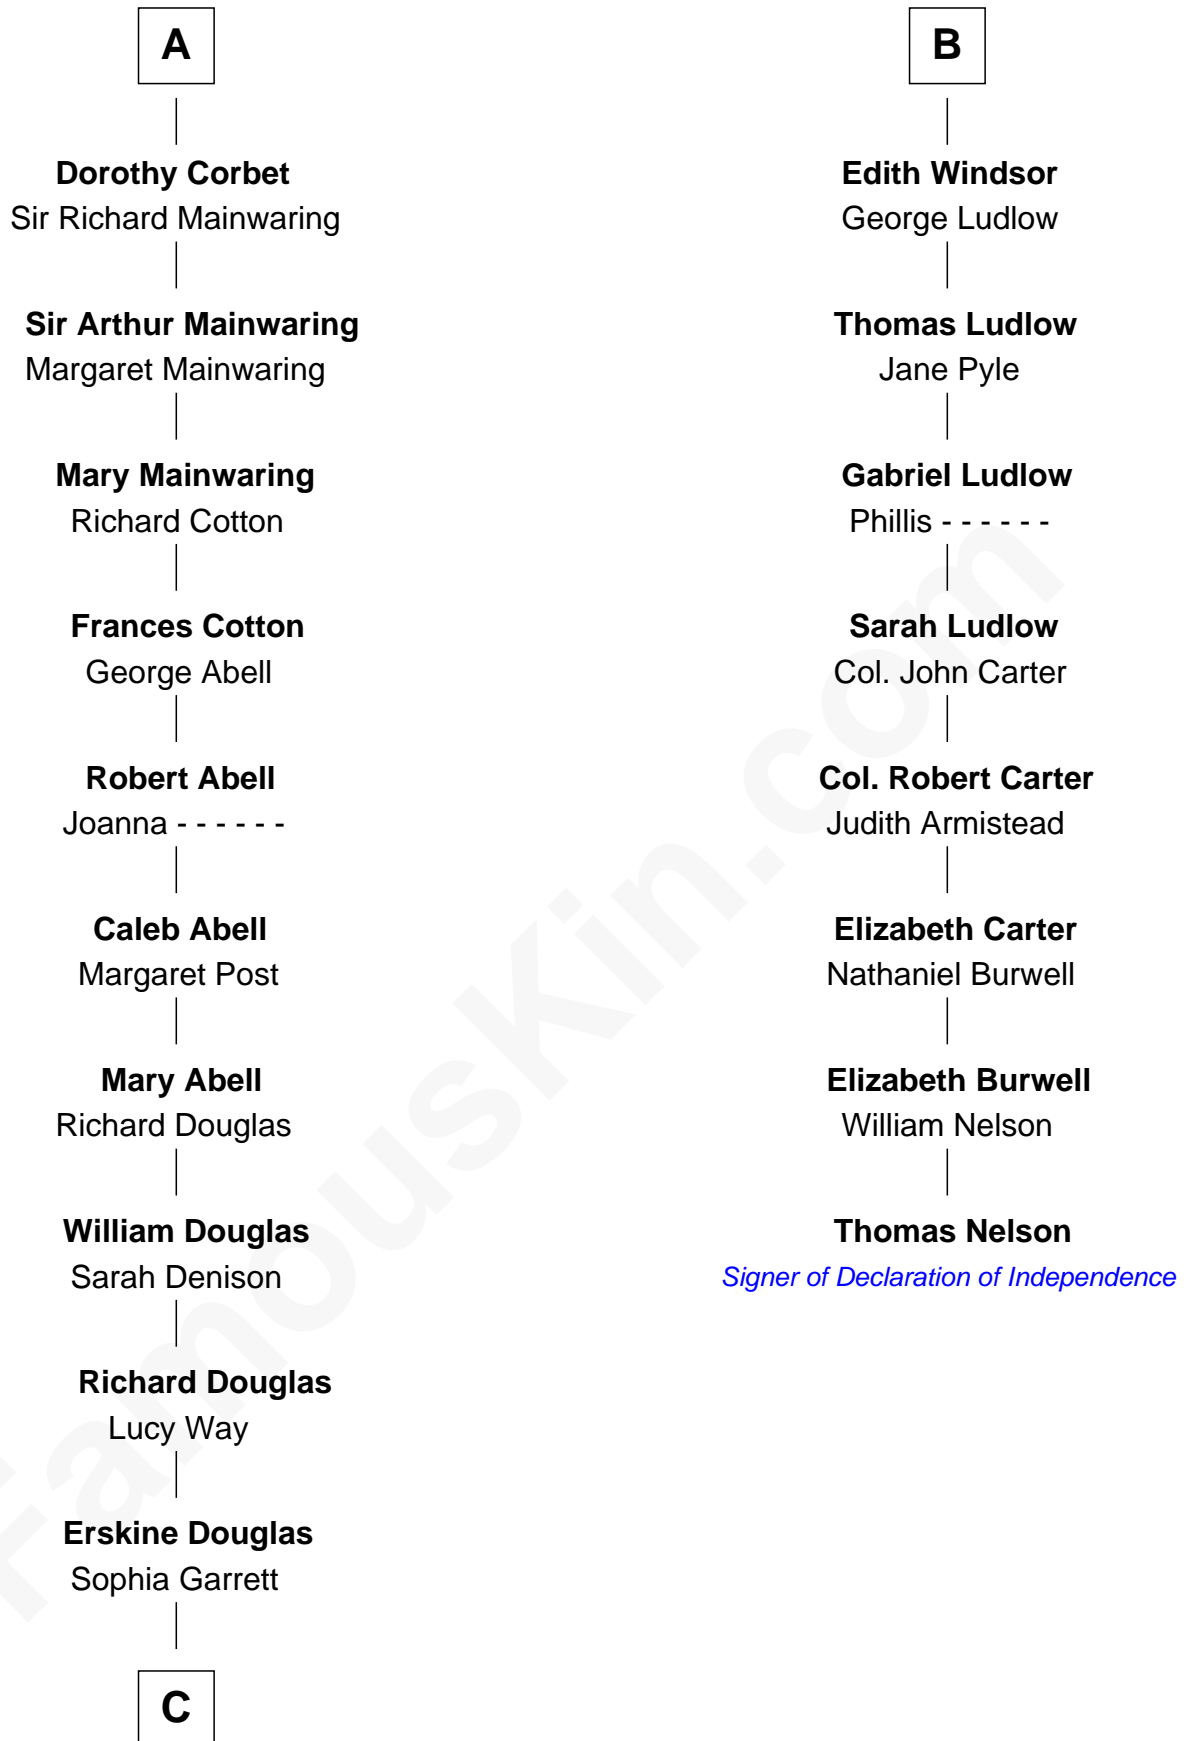 A
Dorothy Corbet
Sir Richard Mainwaring
Sir Arthur Mainwaring
Margaret Mainwaring
Mary Mainwaring
Richard Cotton
Frances Cotton
George Abell
Robert Abell
Joanna - - - - - -
Caleb Abell
Margaret Post
Mary Abell
Richard Douglas
William Douglas
Sarah Denison
Richard Douglas
Lucy Way
Erskine Douglas
Sophia Garrett
C
B
Edith Windsor
George Ludlow
Thomas Ludlow
Jane Pyle
Gabriel Ludlow
Phillis - - - - - -
Sarah Ludlow
Col. John Carter
Col. Robert Carter
Judith Armistead
Elizabeth Carter
Nathaniel Burwell
Elizabeth Burwell
William Nelson
Thomas Nelson
Signer of Declaration of Independence
FamousKin.com